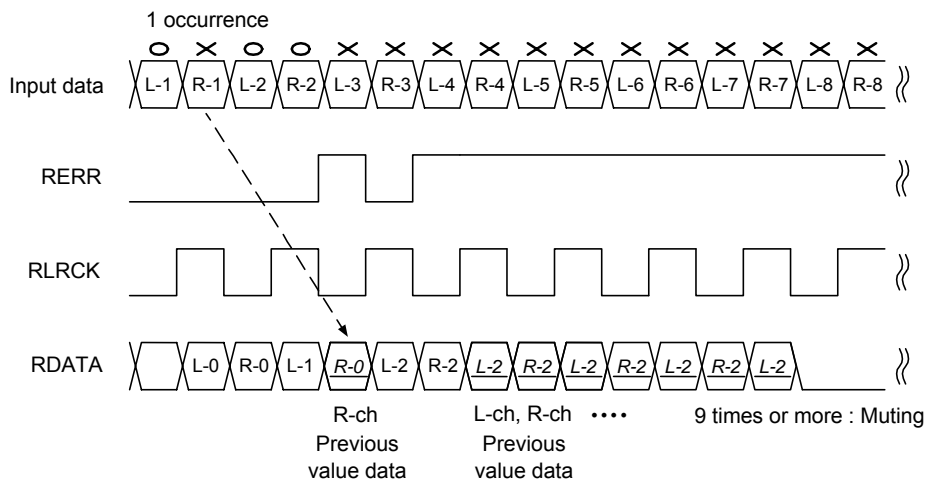 1 occurrence
O X O O X X X X X X X X X X X X
Input data L-1 R-1 L-2 R-2 L-3 R-3 L-4 R-4 L-5 R-5 L-6 R-6 L-7 R-7 L-8 R-8
RERR
RLRCK
RDATA L-0 R-0 L-1 R-0 L-2 R-2 L-2 R-2 L-2 R-2 L-2 R-2 L-2
R-ch L-ch, R-ch •••• 9 times or more : Muting
Previous Previous
value data value data